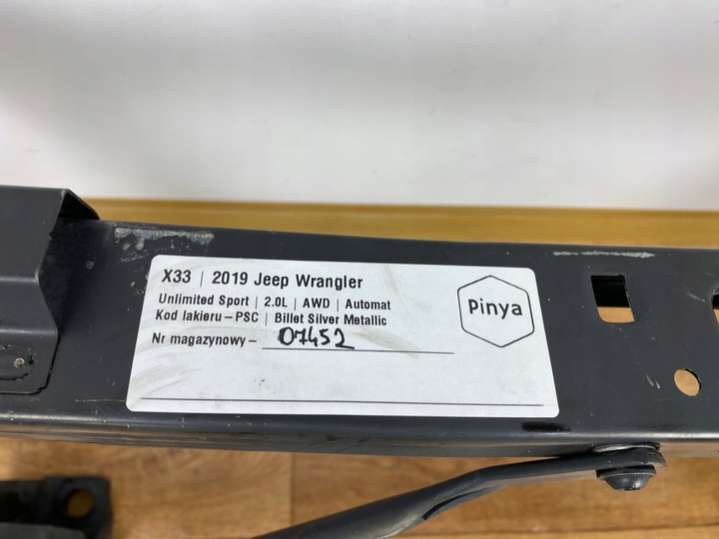 X33 | 2019 Jeep Wrangler
Unlimited Sport | 2.0L | AWD | Automat
Kod lakieru – PSC | Billet Silver Metallic
Nr magazynowy – 07452
Pinya